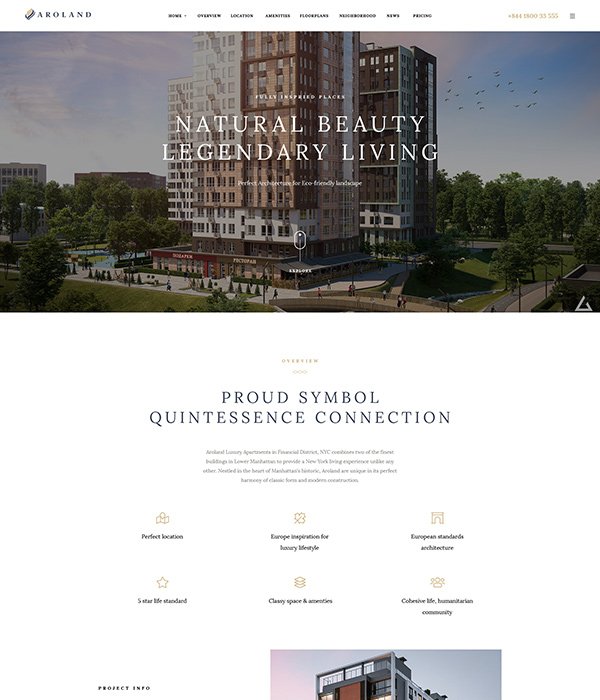 AROLAND
HOME + OVERVIEW LOCATION AMENITIES FLOORPLANS NEIGHBORHOOD NEWS PRICING
+844 1800 33 555
FULLY INSPRIED PLACES
NATURAL BEAUTY
LEGENDARY LIVING
Perfect Architecture for Eco-friendly landscape
ПОДАРКИ РЕСТОРАН
EXPLORE
OVERVIEW
PROUD SYMBOL
QUINTESSENCE CONNECTION
Aroland Luxury Apartments in Financial District, NYC combines two of the finest
buildings in Lower Manhattan to provide a New York living experience unlike any
other. Nestled in the heart of Manhattan's historic, Aroland are unique in its perfect
harmony of classic form and modern construction.
Perfect location
Europe inspiration for
luxury lifestyle
European standards
architecture
5 star life standard
Classy space & amenties
Cohesive life, humanitarian
community
PROJECT INFO